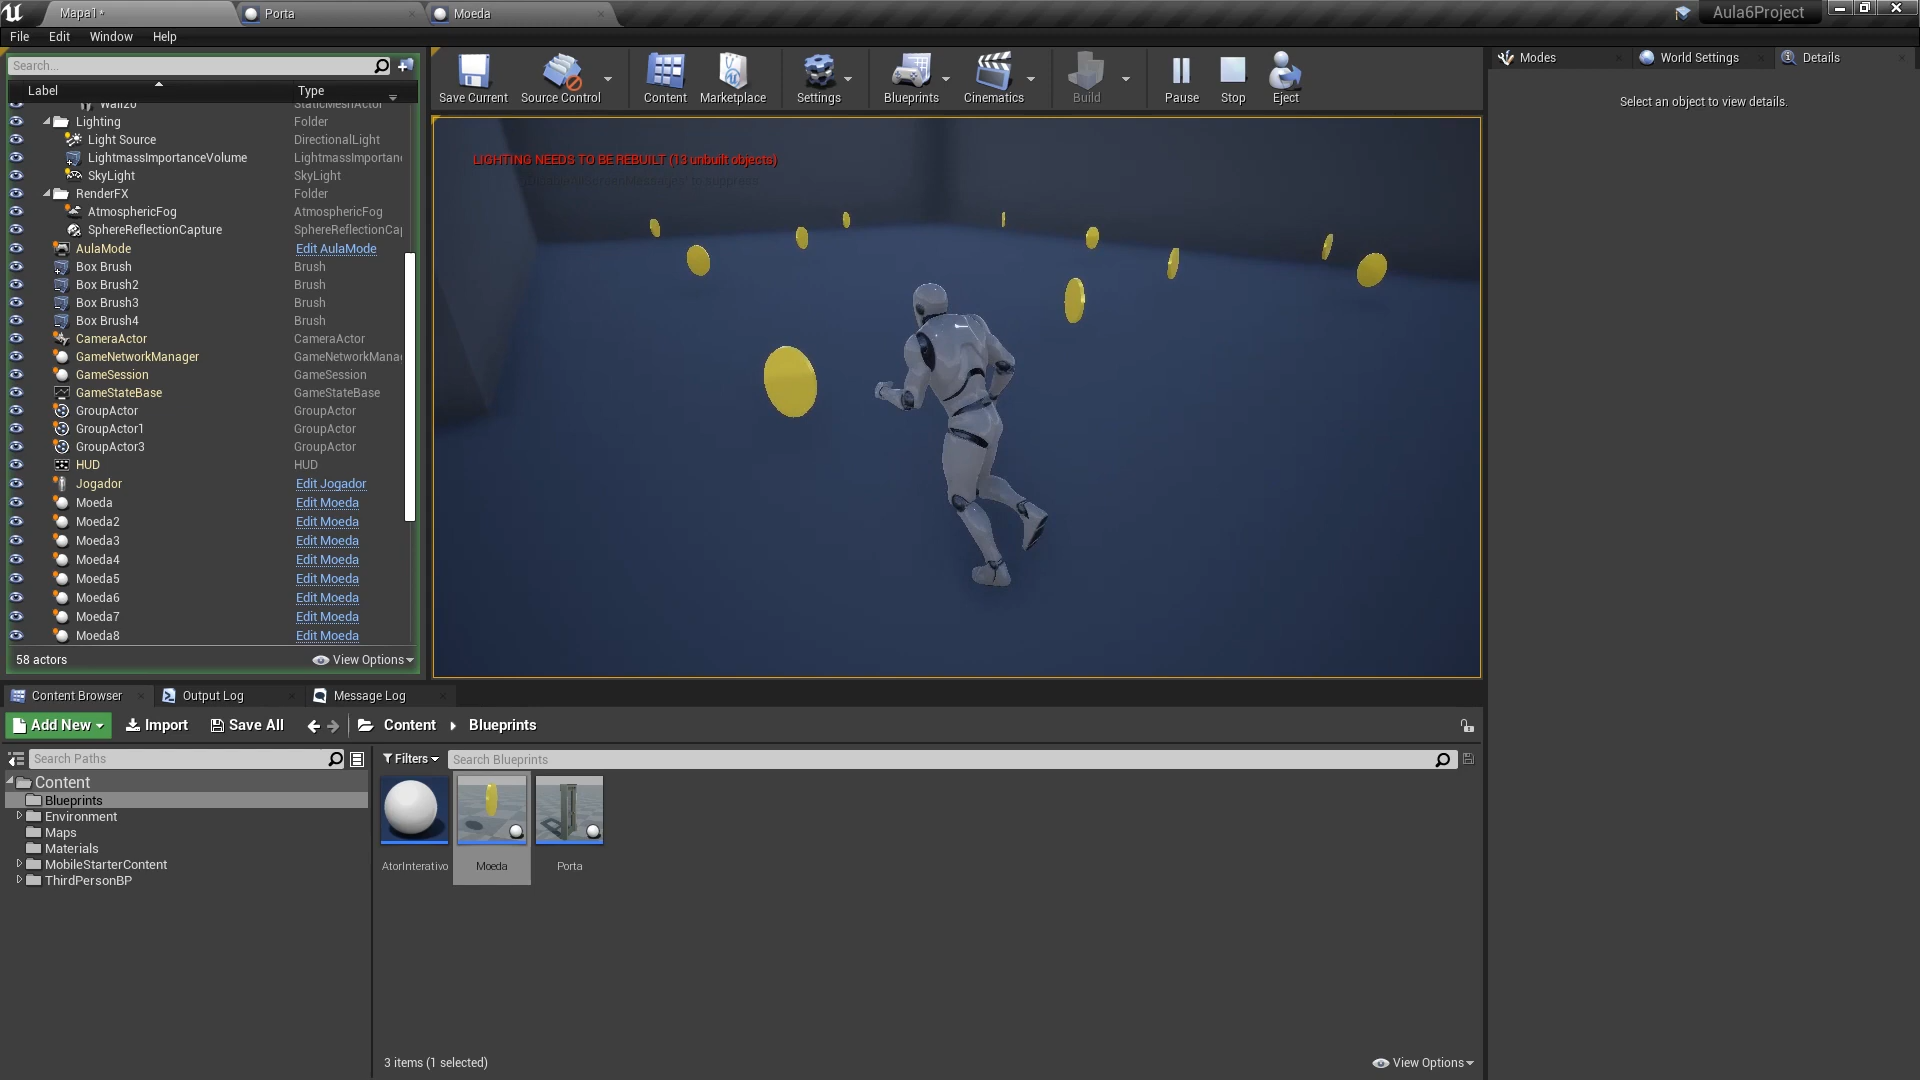 Mapa1*
Porta
Moeda
Aula6Project
File Edit Window Help
Search...
Label Type
Wall20 StaticMeshActor
Lighting Folder
Light Source DirectionalLight
LightmassImportanceVolume LightmassImportan
SkyLight SkyLight
RenderFX Folder
AtmosphericFog AtmosphericFog
SphereReflectionCapture SphereReflectionCap
AulaMode Edit AulaMode
Box Brush Brush
Box Brush2 Brush
Box Brush3 Brush
Box Brush4 Brush
CameraActor CameraActor
GameNetworkManager GameNetworkMana
GameSession GameSession
GameStateBase GameStateBase
GroupActor GroupActor
GroupActor1 GroupActor
GroupActor3 GroupActor
HUD HUD
Jogador Edit Jogador
Moeda Edit Moeda
Moeda2 Edit Moeda
Moeda3 Edit Moeda
Moeda4 Edit Moeda
Moeda5 Edit Moeda
Moeda6 Edit Moeda
Moeda7 Edit Moeda
Moeda8 Edit Moeda
58 actors View Options
Save Current Source Control Content Marketplace Settings Blueprints Cinematics Build Pause Stop Eject
LIGHTING NEEDS TO BE REBUILT (13 unbuilt objects)
to suppress
Modes World Settings Details
Select an object to view details.
Content Browser Output Log Message Log
Add New Import Save All Content Blueprints
Search Paths
Content
Blueprints
Environment
Maps
Materials
MobileStarterContent
ThirdPersonBP
Filters Search Blueprints
AtorInterativo Moeda Porta
3 items (1 selected) View Options